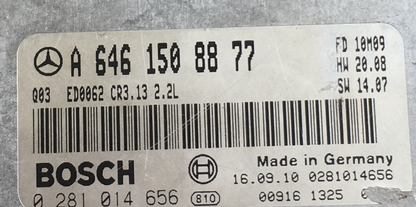 A 646 150 88 77
FD 10M09
HW 20.08
SW 14.07
Q03 ED0062 CR3.13 2.2L
BOSCH
Made in Germany
16.09.10 0281014656
0 281 014 656 810
00916 1325